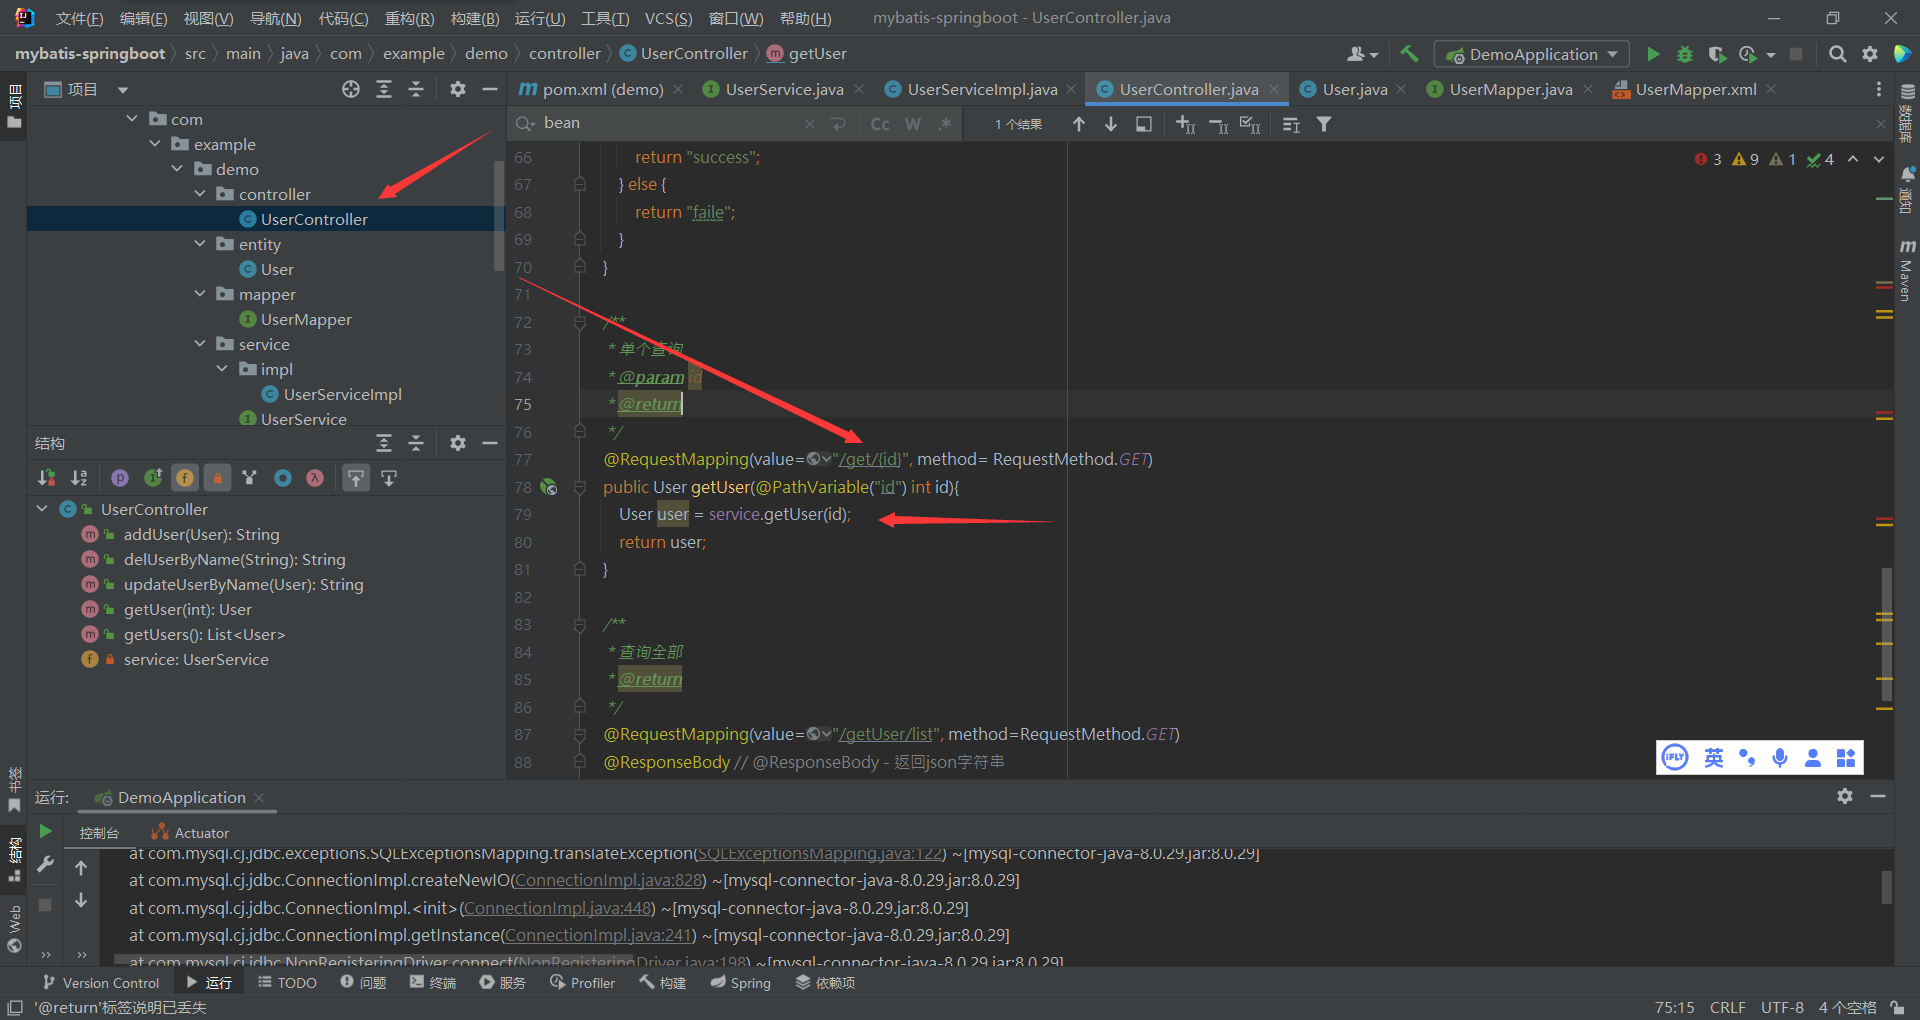 文件(F) 编辑(E) 视图(V) 导航(N) 代码(C) 重构(R) 构建(B) 运行(U) 工具(T) VCS(S) 窗口(W) 帮助(H) mybatis-springboot - UserController.java
mybatis-springboot src main java com example demo controller UserController getUser DemoApplication
项目
pom.xml (demo) UserService.java UserServiceImpl.java UserController.java User.java UserMapper.java UserMapper.xml
bean Cc W .* 1 个结果
项目
com
example
demo
controller
UserController
entity
User
mapper
UserMapper
service
impl
UserServiceImpl
UserService
结构
UserController
addUser(User): String
delUserByName(String): String
updateUserByName(User): String
getUser(int): User
getUsers(): List<User>
service: UserService
3 9 1 4
66 return "success";
67 } else {
68 return "faile";
69 }
70 }
71
72 /**
73 * 单个查询
74 * @param id
75 * @return
76 */
77 @RequestMapping(value="/get/{id}", method= RequestMethod.GET)
78 public User getUser(@PathVariable("id") int id){
79 User user = service.getUser(id);
80 return user;
81 }
82
83 /**
84 * 查询全部
85 * @return
86 */
87 @RequestMapping(value="/getUser/list", method=RequestMethod.GET)
88 @ResponseBody // @ResponseBody - 返回json字符串
数据库
通知
Maven
iFLY 英
书签
结构
Web
运行: DemoApplication
控制台 Actuator
at com.mysql.cj.jdbc.exceptions.SQLExceptionsMapping.translateException(SQLExceptionsMapping.java:122) ~[mysql-connector-java-8.0.29.jar:8.0.29]
at com.mysql.cj.jdbc.ConnectionImpl.createNewIO(ConnectionImpl.java:828) ~[mysql-connector-java-8.0.29.jar:8.0.29]
at com.mysql.cj.jdbc.ConnectionImpl.<init>(ConnectionImpl.java:448) ~[mysql-connector-java-8.0.29.jar:8.0.29]
at com.mysql.cj.jdbc.ConnectionImpl.getInstance(ConnectionImpl.java:241) ~[mysql-connector-java-8.0.29.jar:8.0.29]
at com.mysql.cj.jdbc.NonRegisteringDriver.connect(NonRegisteringDriver.java:198) ~[mysql-connector-java-8.0.29.jar:8.0.29]
Version Control 运行 TODO 问题 终端 服务 Profiler 构建 Spring 依赖项
'@return'标签说明已丢失 75:15 CRLF UTF-8 4 个空格